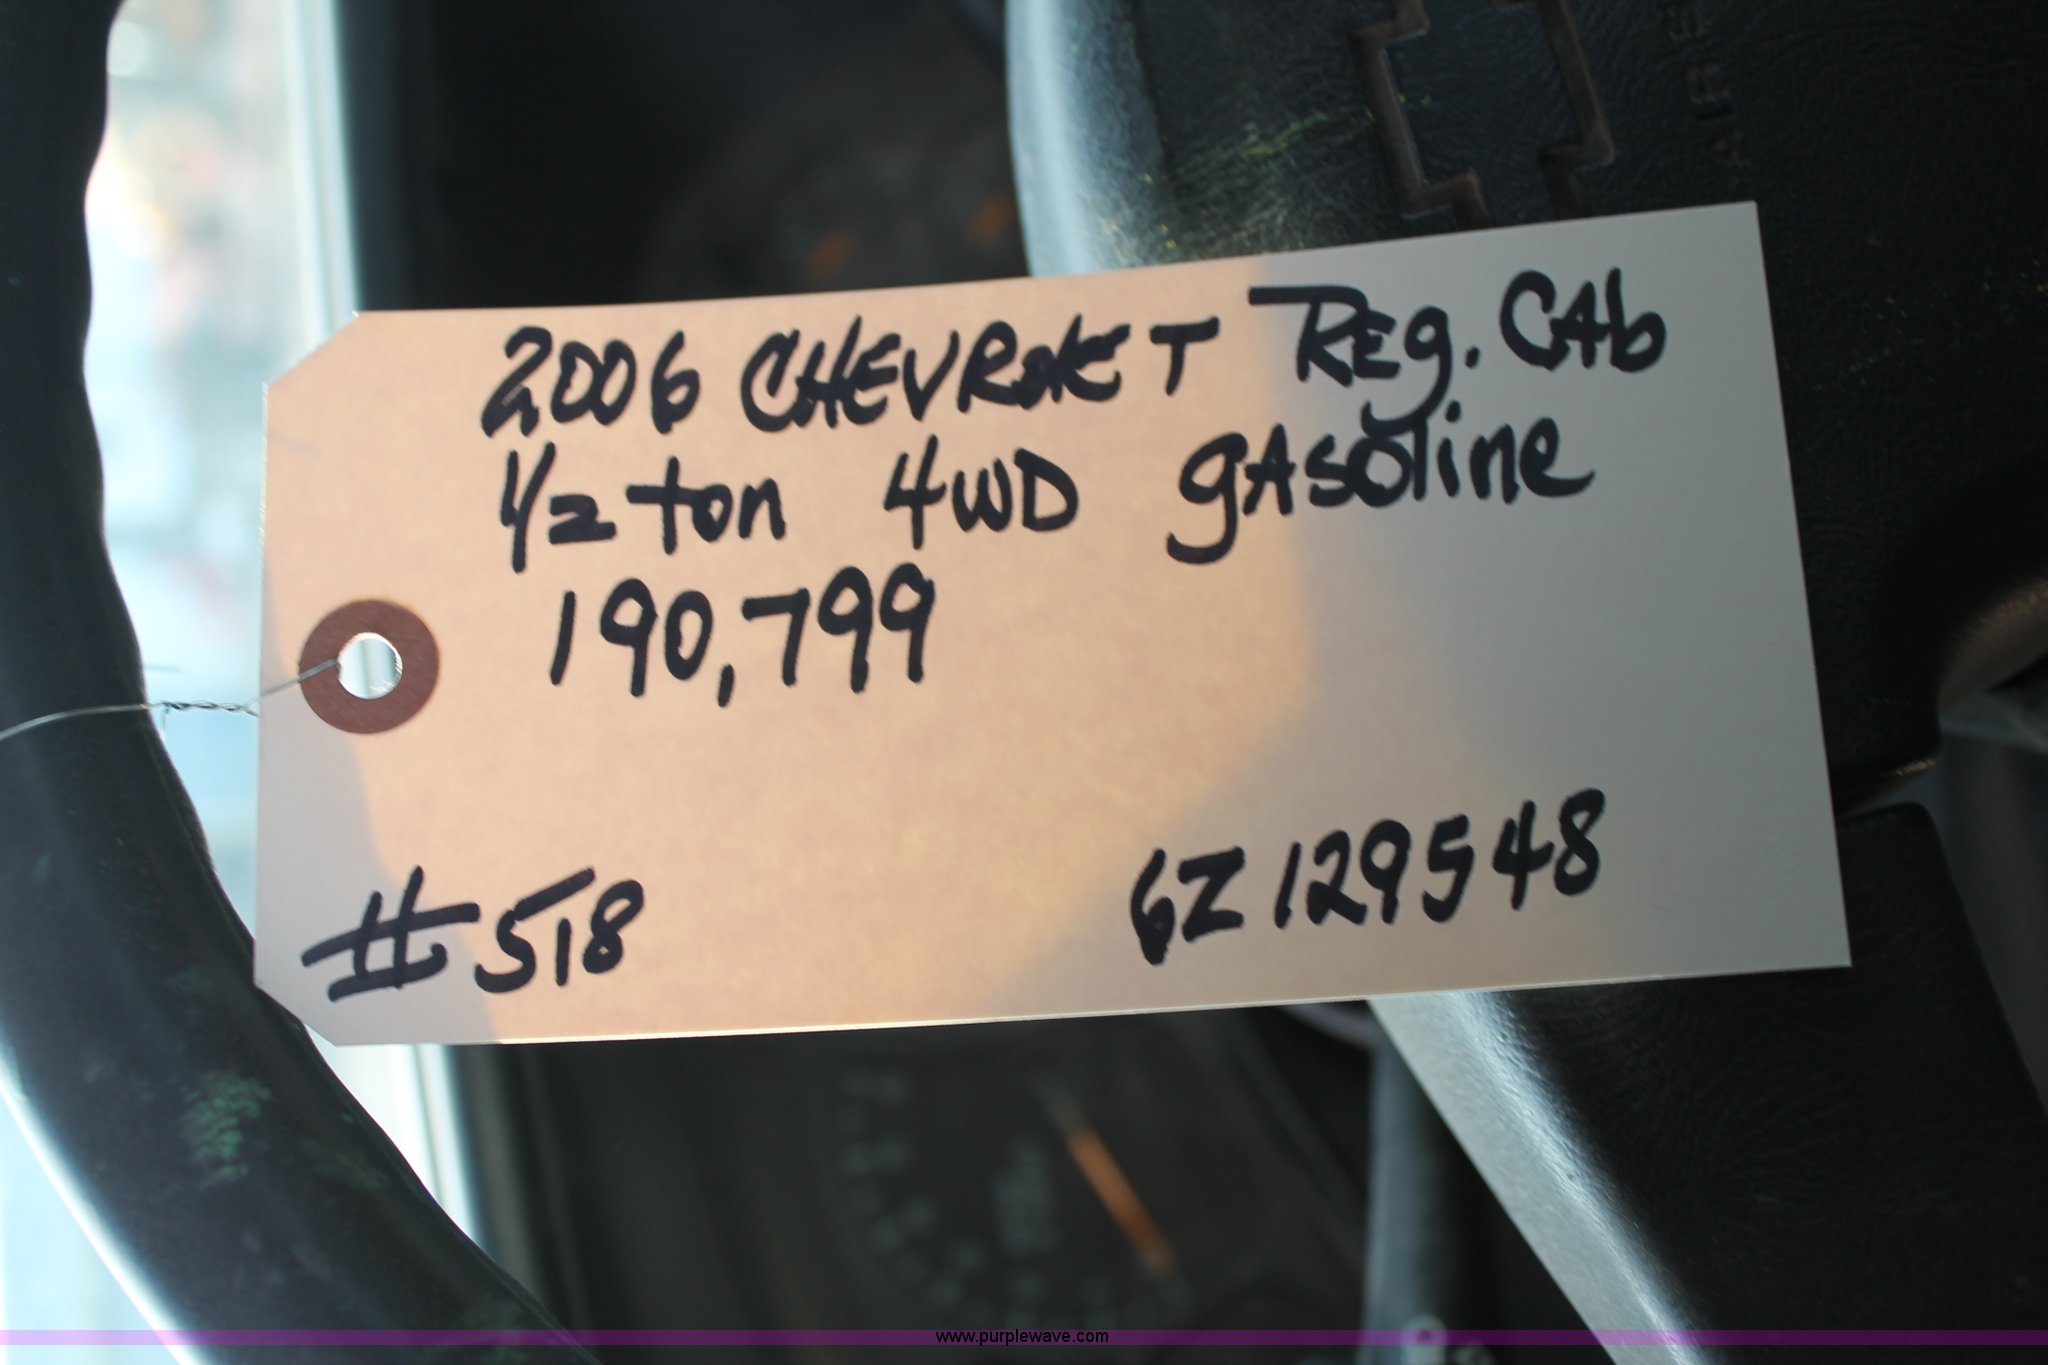 2006 CHEVROLET REg. CAb
1/2 ton 4WD gAsoline
190,799
#518
6Z129548
www.purplewave.com